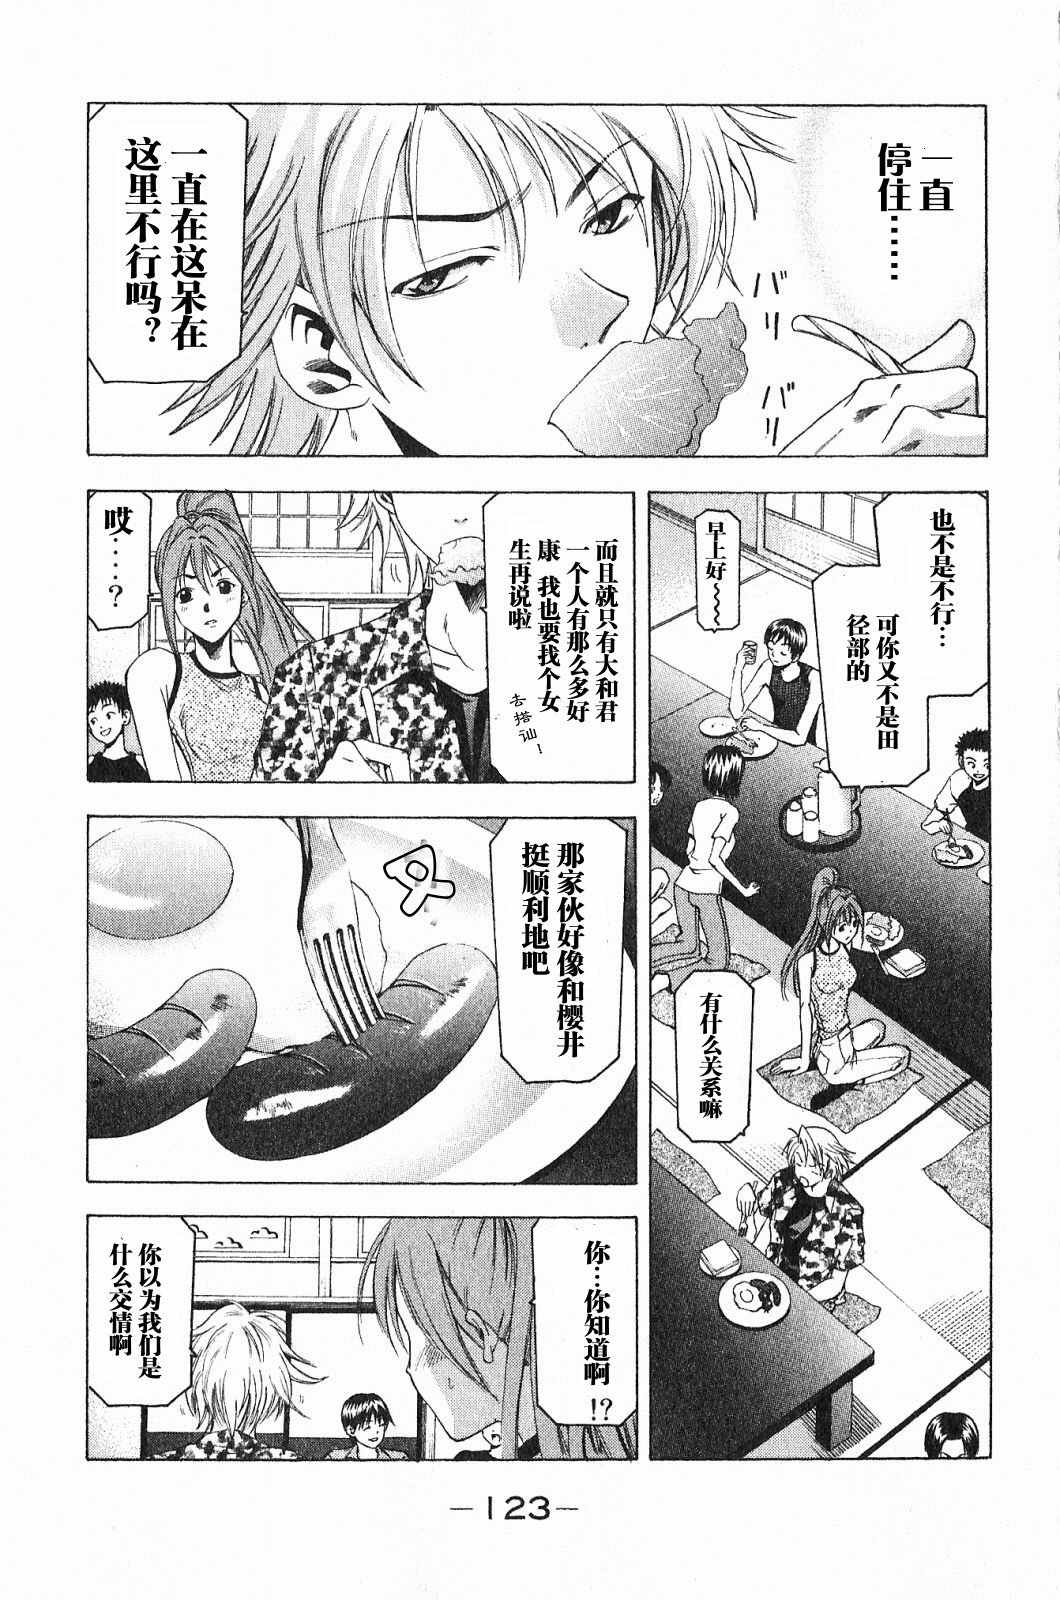 一直
停住……
バリ
バリ
一直在这呆在
这里不行吗？
也不是不行…
可你又不是田
径部的
早上好～～～～
有什么关系嘛
而且就只有大和君
一个人有那么多好
康 我也要找个女
生再说啦
去搭讪！
哎……？
那家伙好像和樱井
挺顺利地吧
你…你知道啊!?
你以为我们是
什么交情啊
—123—